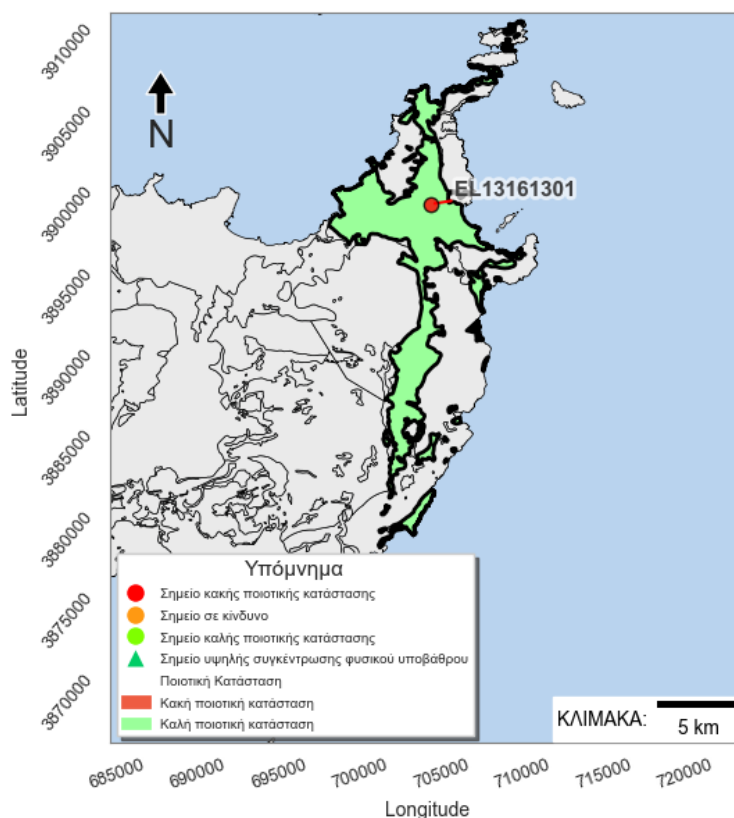 3910000
3905000
N
EL13161301
3900000
3895000
3890000
Latitude
3885000
3880000
3875000
3870000
Υπόμνημα
Σημείο κακής ποιοτικής κατάστασης
Σημείο σε κίνδυνο
Σημείο καλής ποιοτικής κατάστασης
Σημείο υψηλής συγκέντρωσης φυσικού υποβάθρου
Ποιοτική Κατάσταση
Κακή ποιοτική κατάσταση
Καλή ποιοτική κατάσταση
ΚΛΙΜΑΚΑ:
5 km
685000 690000 695000 700000 705000 710000 715000 720000
Longitude